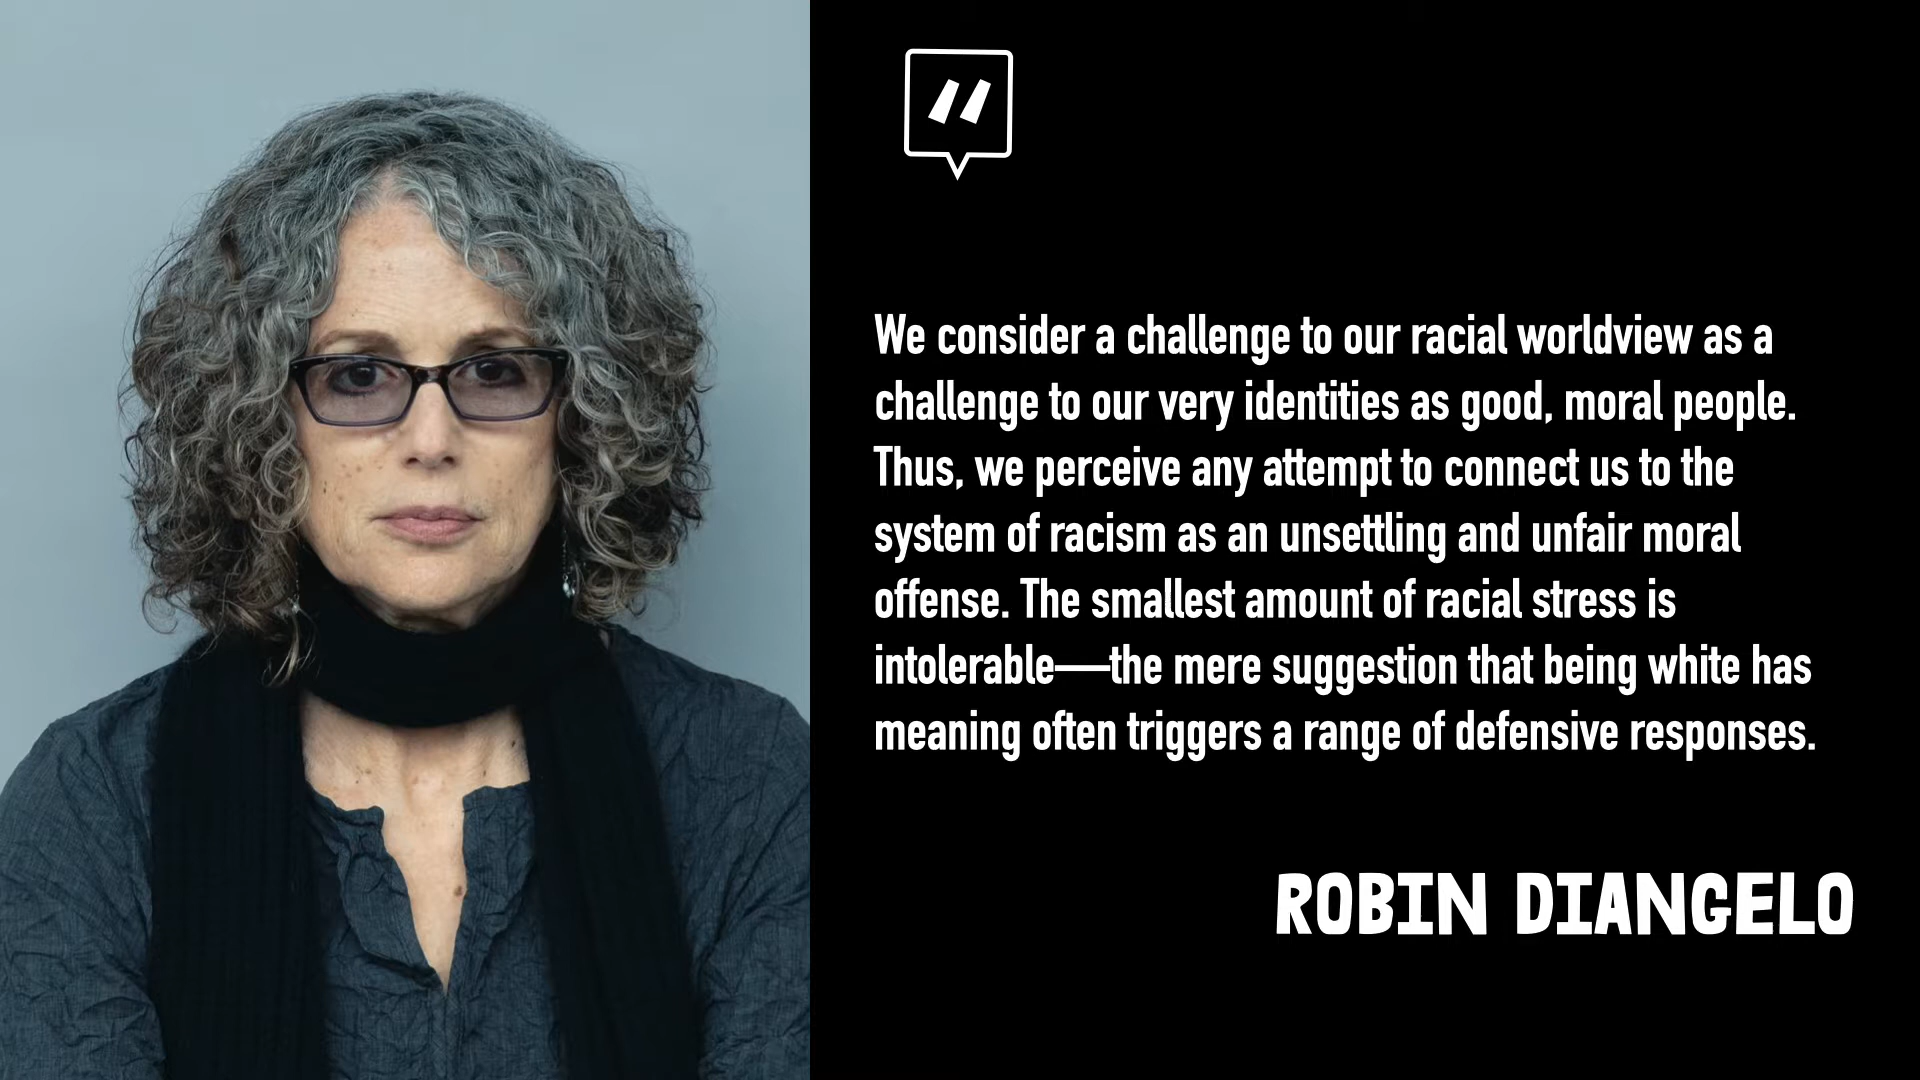 “
We consider a challenge to our racial worldview as a
challenge to our very identities as good, moral people.
Thus, we perceive any attempt to connect us to the
system of racism as an unsettling and unfair moral
offense. The smallest amount of racial stress is
intolerable—the mere suggestion that being white has
meaning often triggers a range of defensive responses.
ROBIN DIANGELO